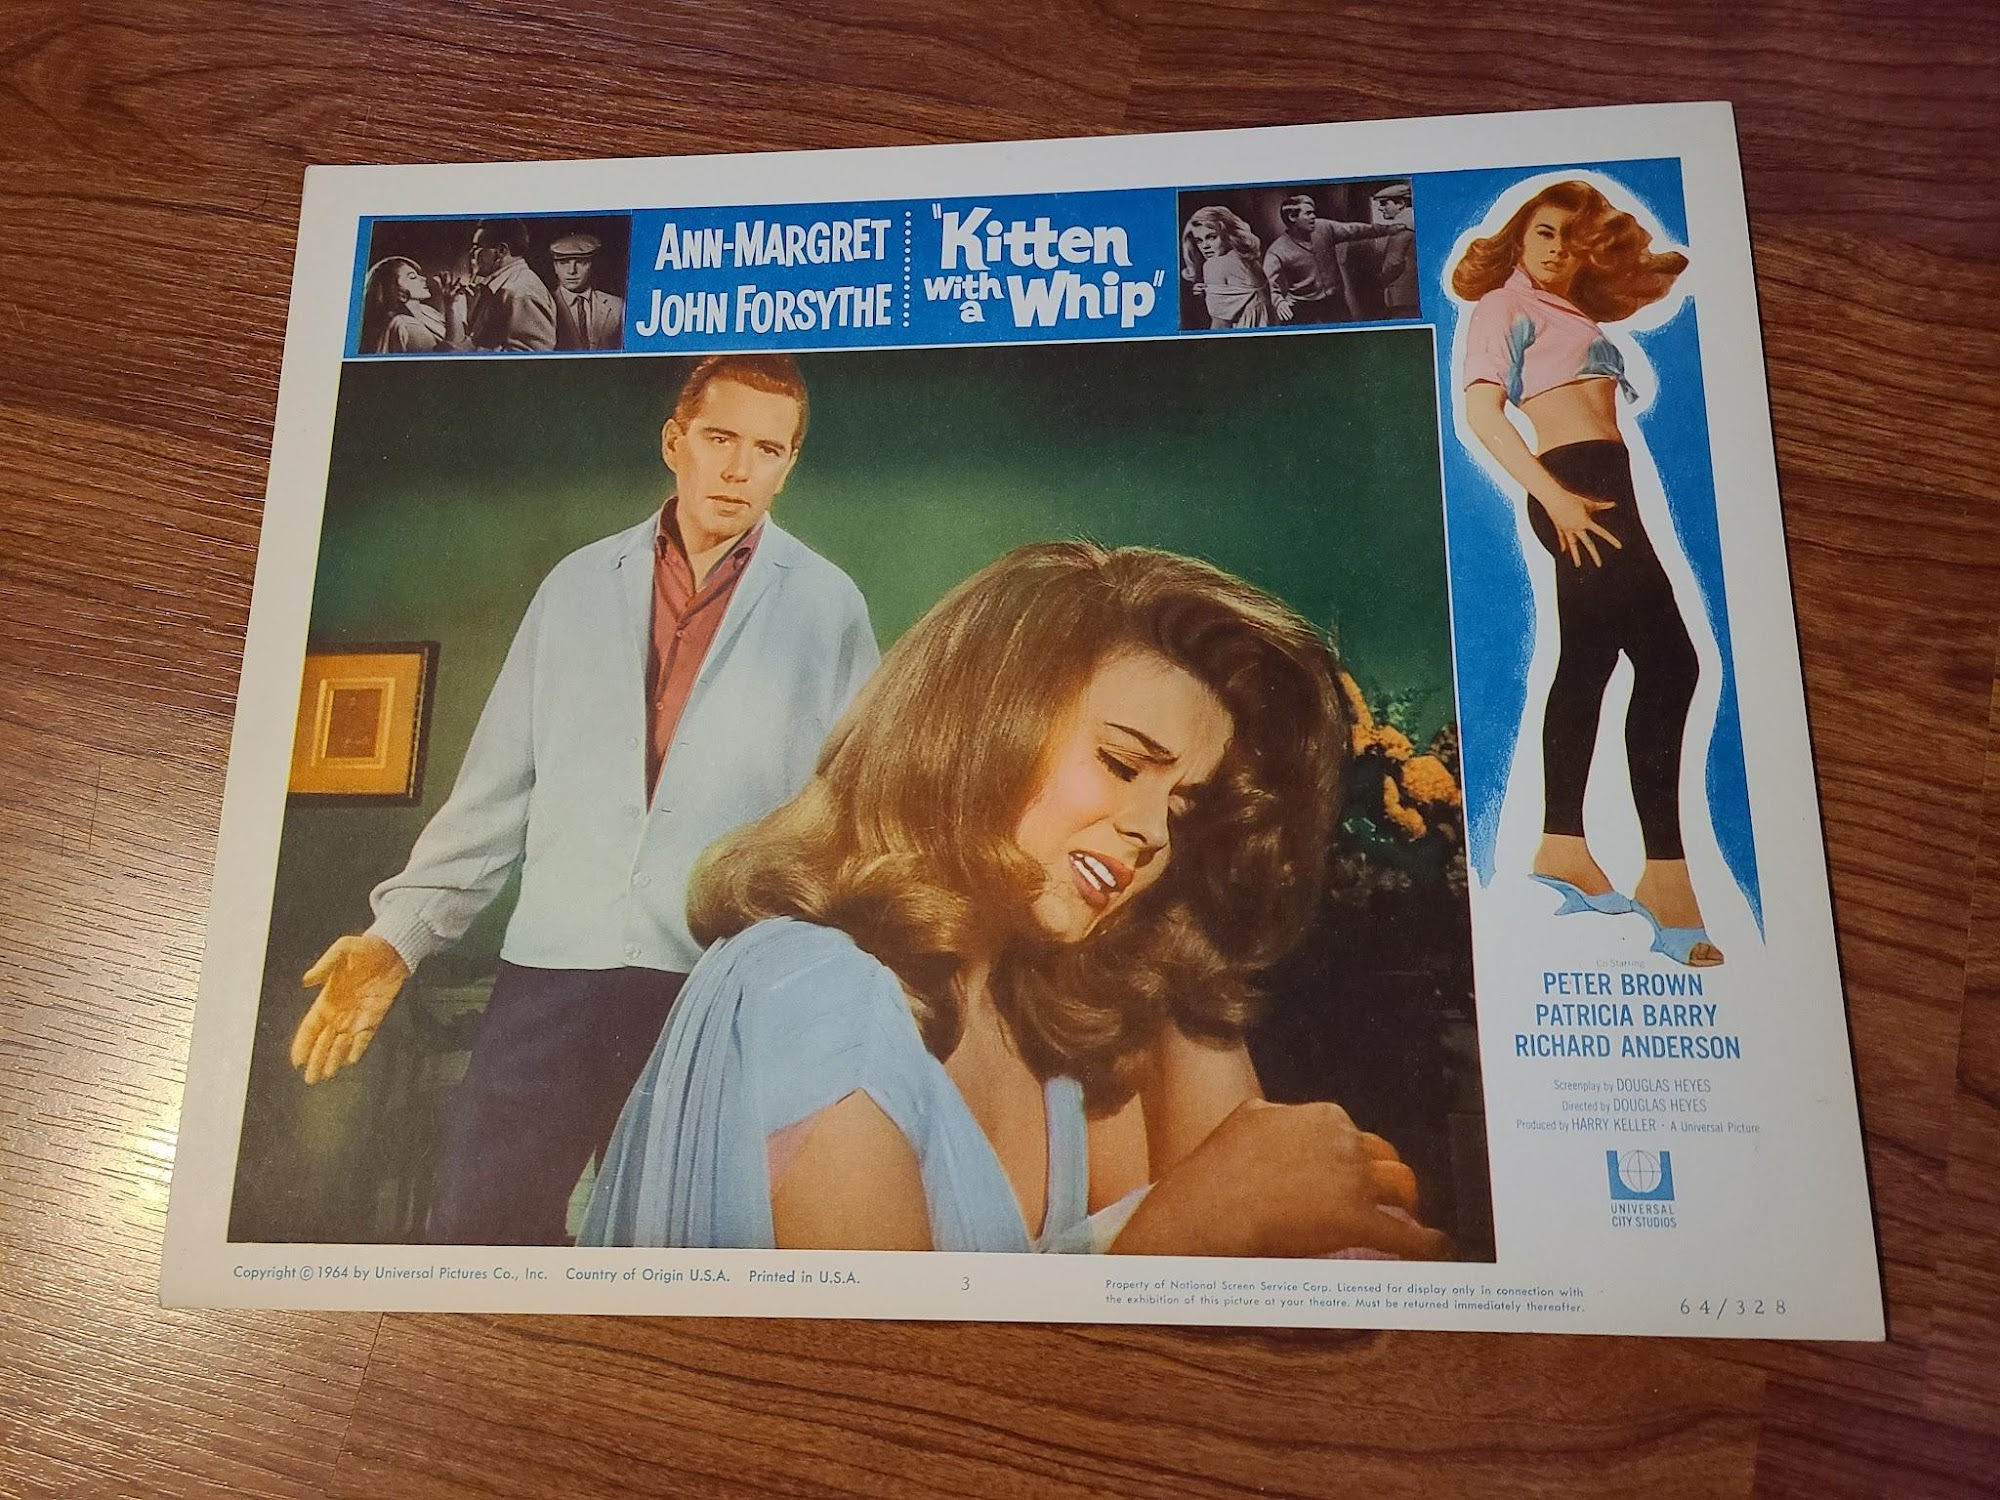 ANN-MARGRET
JOHN FORSYTHE
"Kitten
with a Whip"
Co-Starring
PETER BROWN
PATRICIA BARRY
RICHARD ANDERSON
Screenplay by DOUGLAS HEYES
Directed by DOUGLAS HEYES
Produced by HARRY KELLER · A Universal Picture
UNIVERSAL
CITY STUDIOS
Copyright © 1964 by Universal Pictures Co., Inc. Country of Origin U.S.A. Printed in U.S.A.
3
Property of National Screen Service Corp. Licensed for display only in connection with
the exhibition of this picture at your theatre. Must be returned immediately thereafter.
64/328